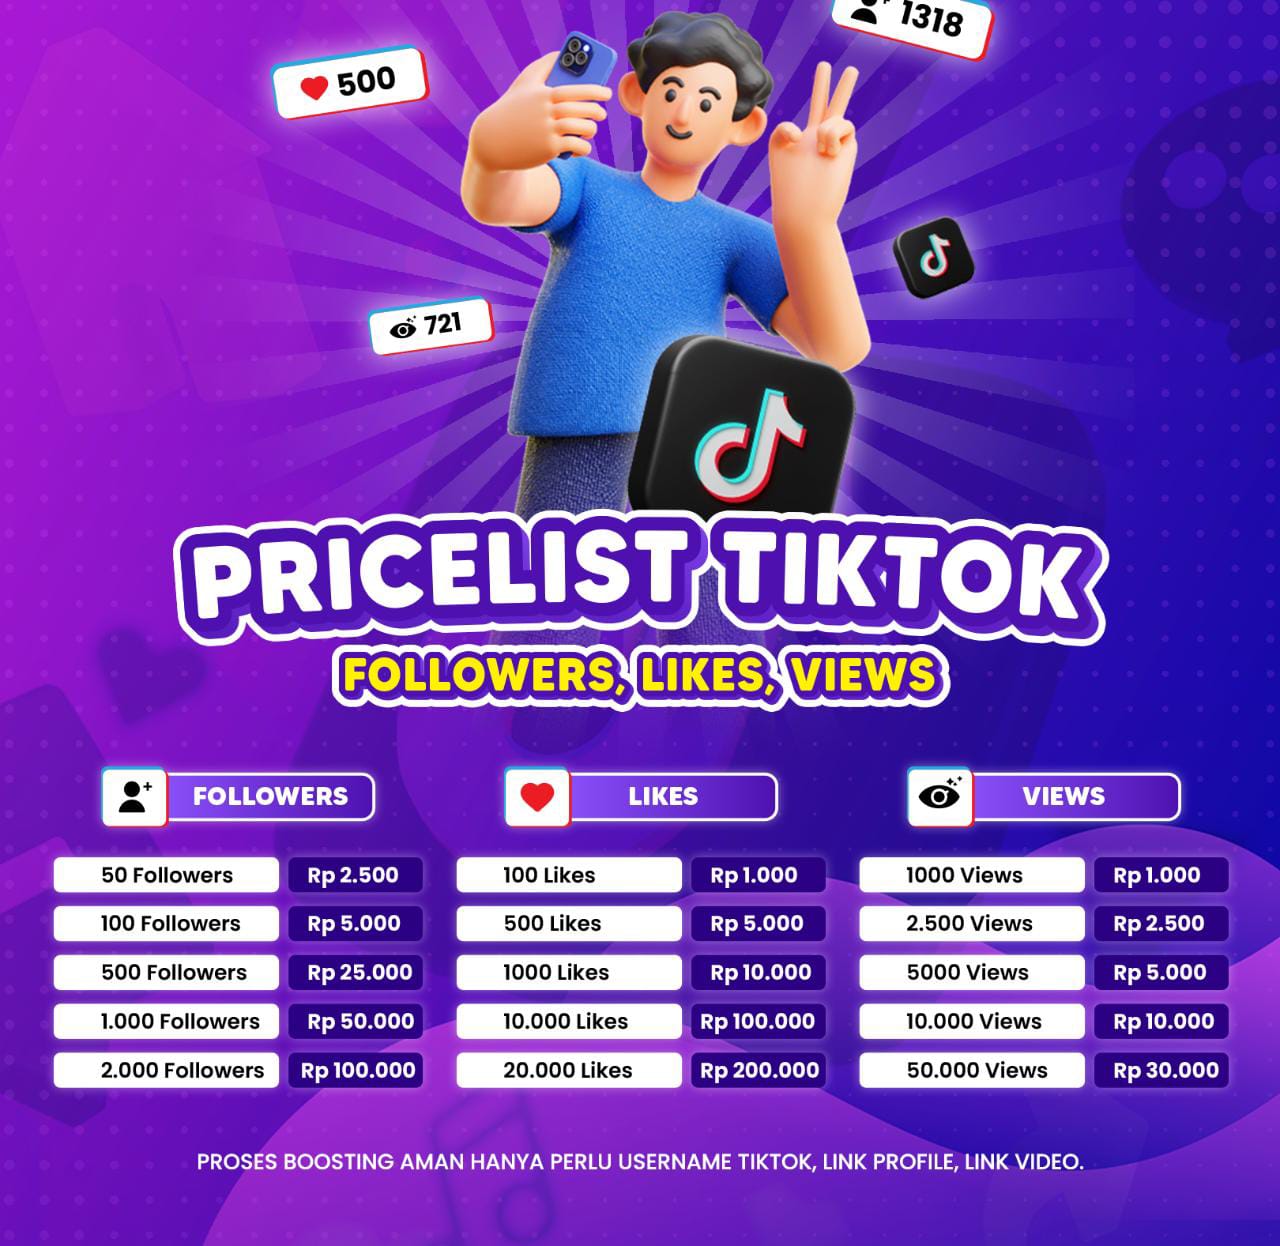 1318
500
721
PRICELIST TIKTOK
FOLLOWERS, LIKES, VIEWS
FOLLOWERS
50 Followers Rp 2.500
100 Followers Rp 5.000
500 Followers Rp 25.000
1.000 Followers Rp 50.000
2.000 Followers Rp 100.000
LIKES
100 Likes Rp 1.000
500 Likes Rp 5.000
1000 Likes Rp 10.000
10.000 Likes Rp 100.000
20.000 Likes Rp 200.000
VIEWS
1000 Views Rp 1.000
2.500 Views Rp 2.500
5000 Views Rp 5.000
10.000 Views Rp 10.000
50.000 Views Rp 30.000
PROSES BOOSTING AMAN HANYA PERLU USERNAME TIKTOK, LINK PROFILE, LINK VIDEO.